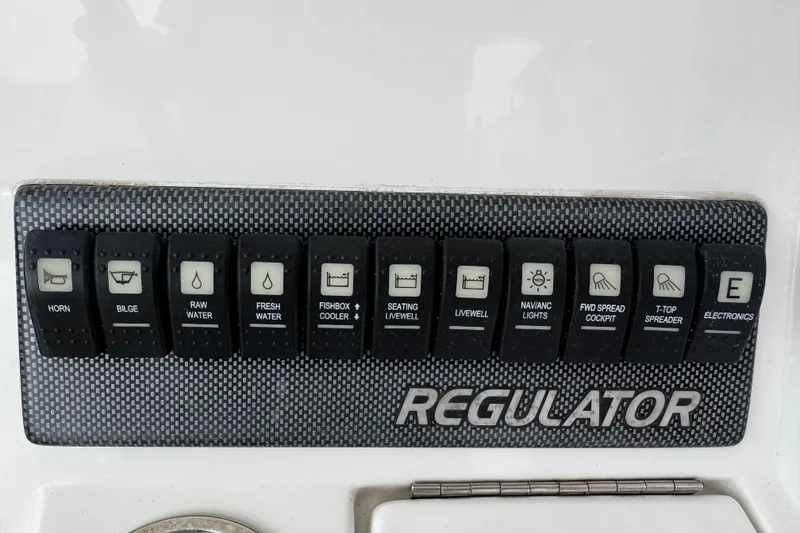 HORN
BILGE
RAW
WATER
FRESH
WATER
FISHBOX ↑
COOLER ↓
SEATING
LIVEWELL
LIVEWELL
NAV/ANC
LIGHTS
FWD SPREAD
COCKPIT
T-TOP
SPREADER
E
ELECTRONICS
REGULATOR